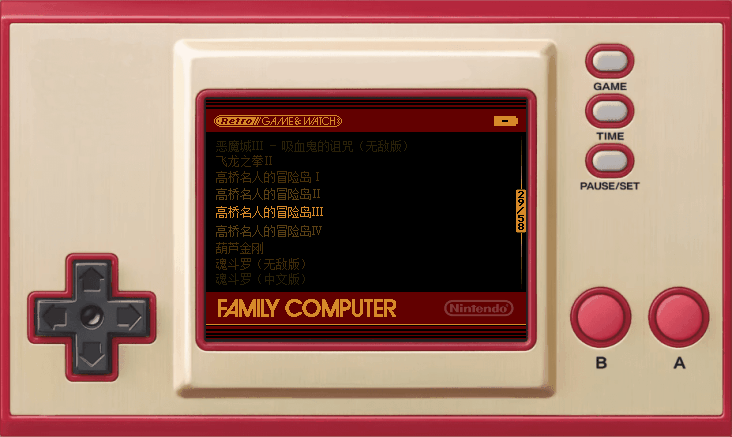 Retro // GAME&WATCH
恶魔城III - 吸血鬼的诅咒（无敌版）
飞龙之拳II
高桥名人的冒险岛I
高桥名人的冒险岛II
高桥名人的冒险岛III
高桥名人的冒险岛IV
葫芦金刚
魂斗罗（无敌版）
魂斗罗（中文版）
29/58
FAMILY COMPUTER
Nintendo
GAME
TIME
PAUSE/SET
B
A